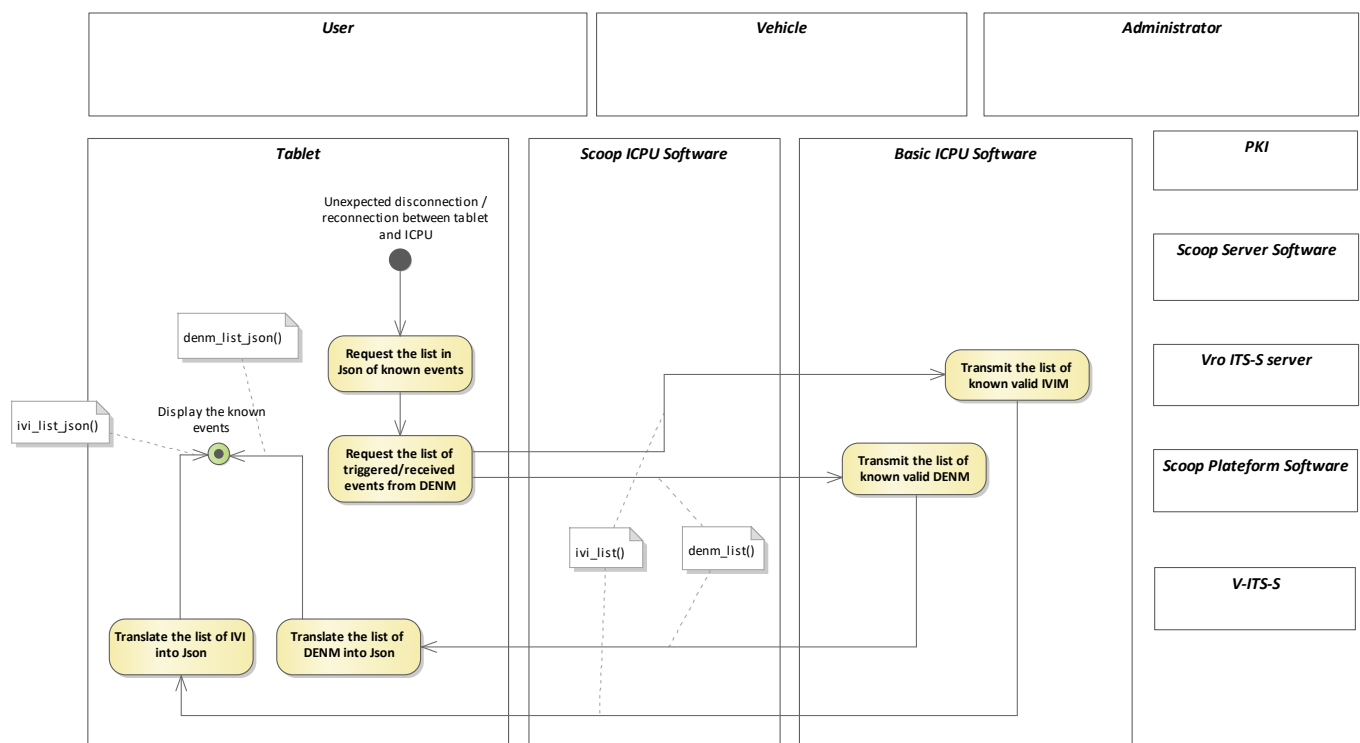 User
Vehicle
Administrator
Tablet
Scoop ICPU Software
Basic ICPU Software
PKI
Unexpected disconnection /
reconnection between tablet
and ICPU
Scoop Server Software
denm_list_json()
Request the list in
Json of known events
Transmit the list of
known valid IVIM
Vro ITS-S server
ivi_list_json()
Display the known
events
Request the list of
triggered/received
events from DENM
Transmit the list of
known valid DENM
Scoop Plateform Software
ivi_list()
denm_list()
V-ITS-S
Translate the list of IVI
into Json
Translate the list of
DENM into Json